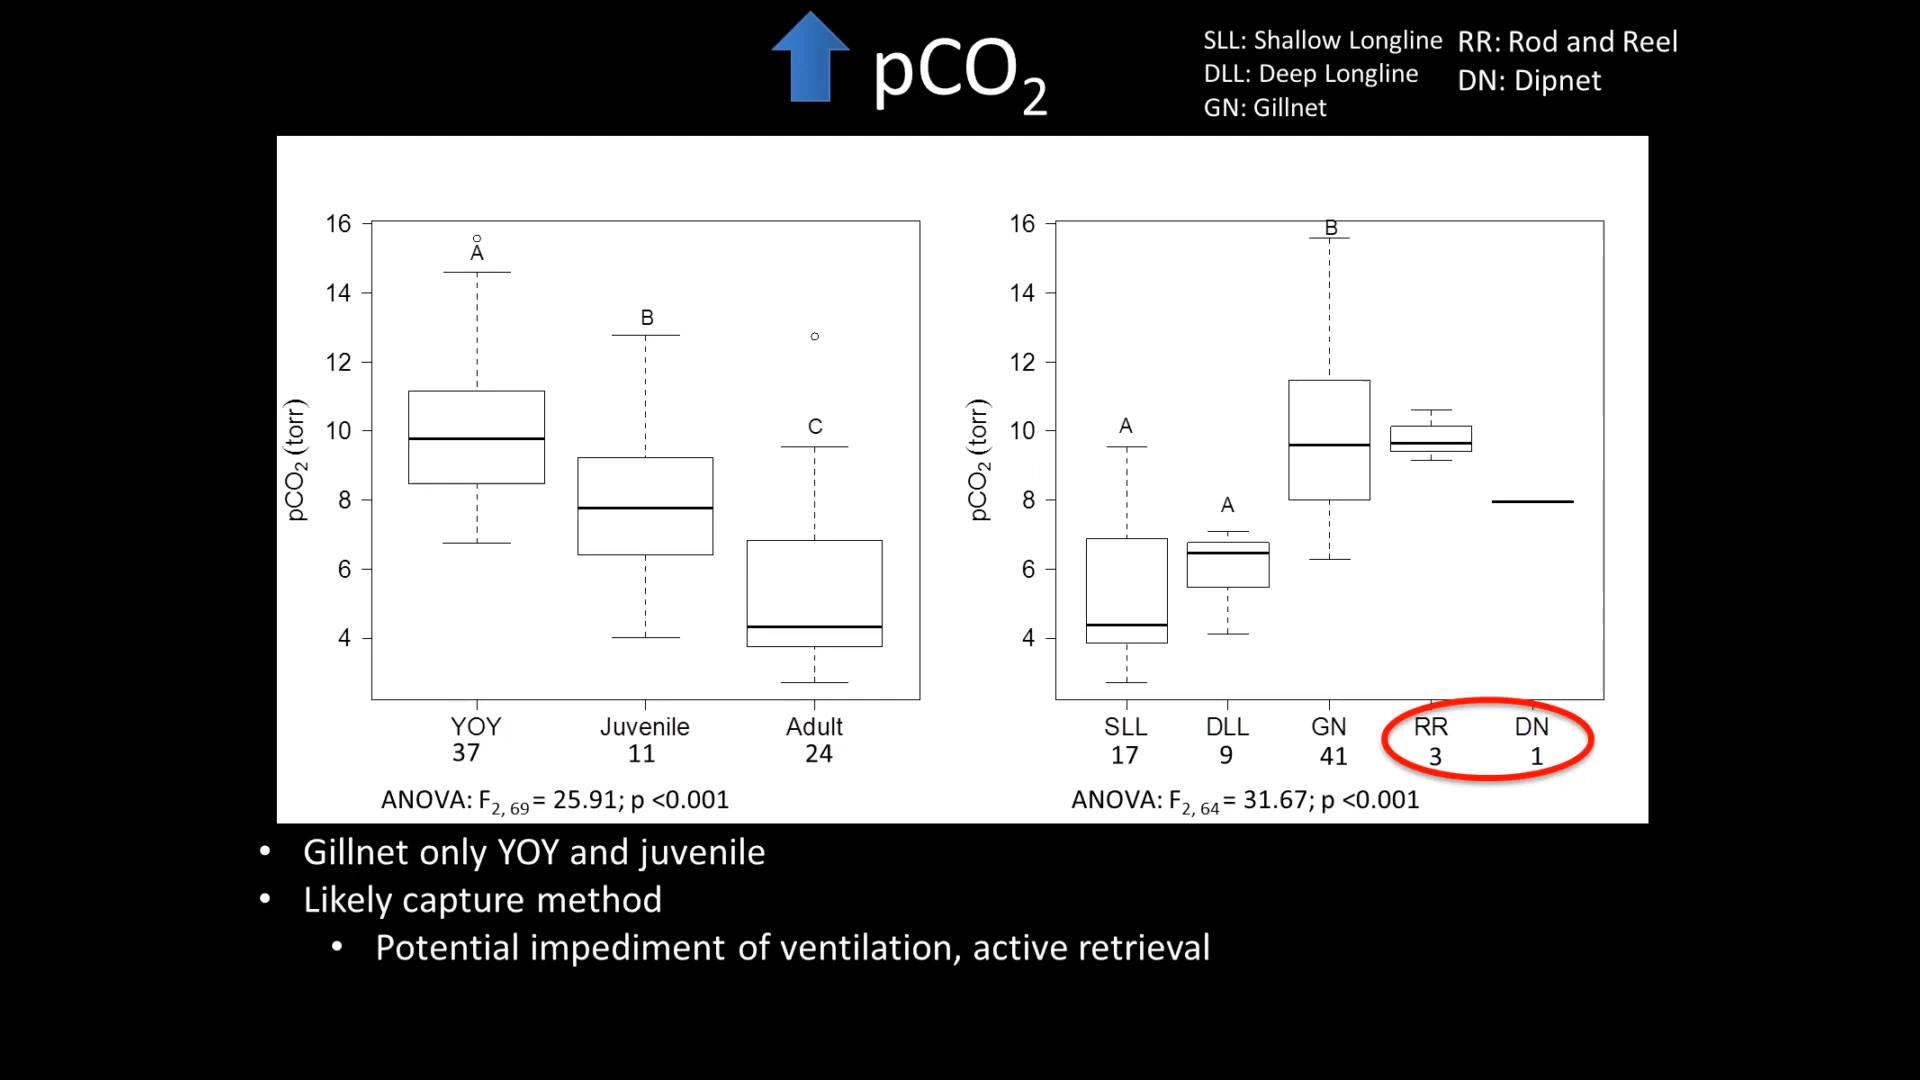 pCO2
SLL: Shallow Longline
DLL: Deep Longline
GN: Gillnet
RR: Rod and Reel
DN: Dipnet
pCO2 (torr)
16
14
12
10
8
6
4
A
B
C
YOY Juvenile Adult
37 11 24
ANOVA: F2, 69 = 25.91; p <0.001
pCO2 (torr)
16
14
12
10
8
6
4
A
A
B
SLL DLL GN RR DN
17 9 41 3 1
ANOVA: F2, 64 = 31.67; p <0.001
• Gillnet only YOY and juvenile
• Likely capture method
• Potential impediment of ventilation, active retrieval